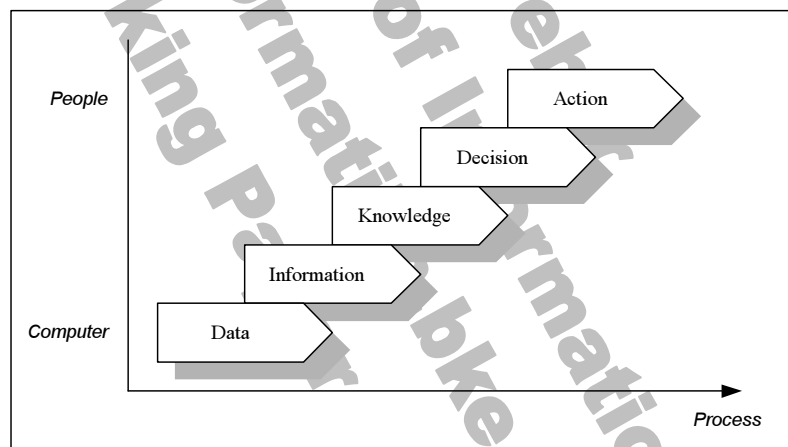 People
Action
Decision
Knowledge
Information
Computer
Data
Process